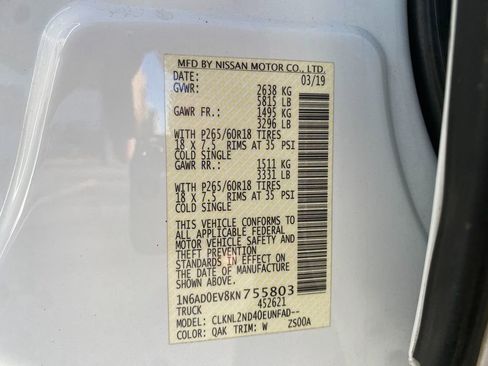 MFD BY NISSAN MOTOR CO., LTD.
DATE: 03/19
GVWR: 2638 KG
5815 LB
GAWR FR.: 1495 KG
3296 LB
WITH P265/60R18 TIRES
18 X 7.5 RIMS AT 35 PSI
COLD SINGLE
GAWR RR.: 1511 KG
3331 LB
WITH P265/60R18 TIRES
18 X 7.5 RIMS AT 35 PSI
COLD SINGLE
THIS VEHICLE CONFORMS TO
ALL APPLICABLE FEDERAL
MOTOR VEHICLE SAFETY AND
THEFT PREVENTION
STANDARDS IN EFFECT ON
THE DATE OF MANUFACTURE
SHOWN ABOVE.
1N6AD0EV8KN755803
TRUCK 452621
MODEL: CLKNL2ND40EUNFAD--
COLOR: QAK TRIM: W ZS00A